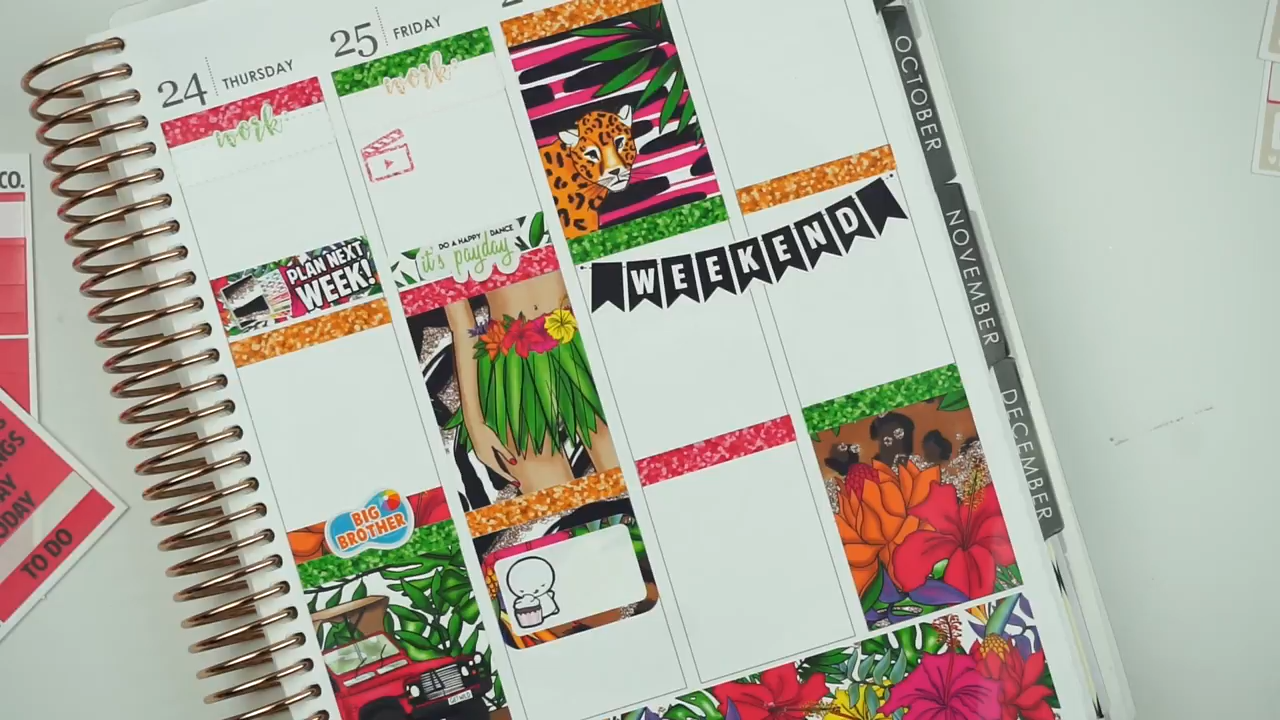 24 THURSDAY
25 FRIDAY
work
work
PLAN NEXT
WEEK!
DO A HAPPY DANCE
it's payday
WEEKEND
BIG
BROTHER
OCTOBER
NOVEMBER
DECEMBER
CO.
TODAY
TO DO